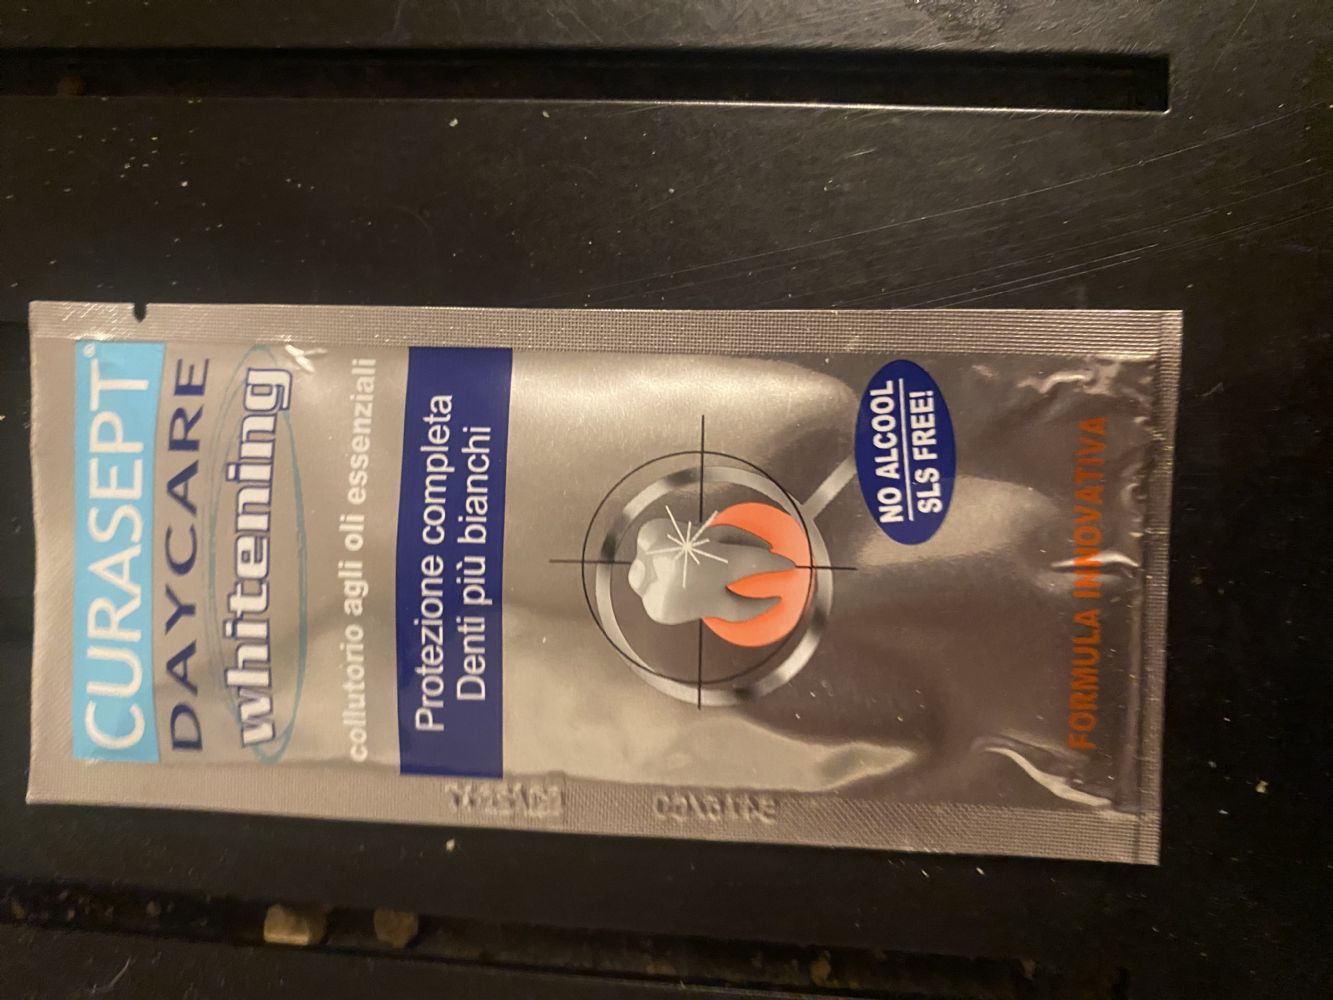 CURASEPT®
DAYCARE
whitening
collutorio agli oli essenziali
Protezione completa
Denti più bianchi
NO ALCOOL
SLS FREE!
FORMULA INNOVATIVA